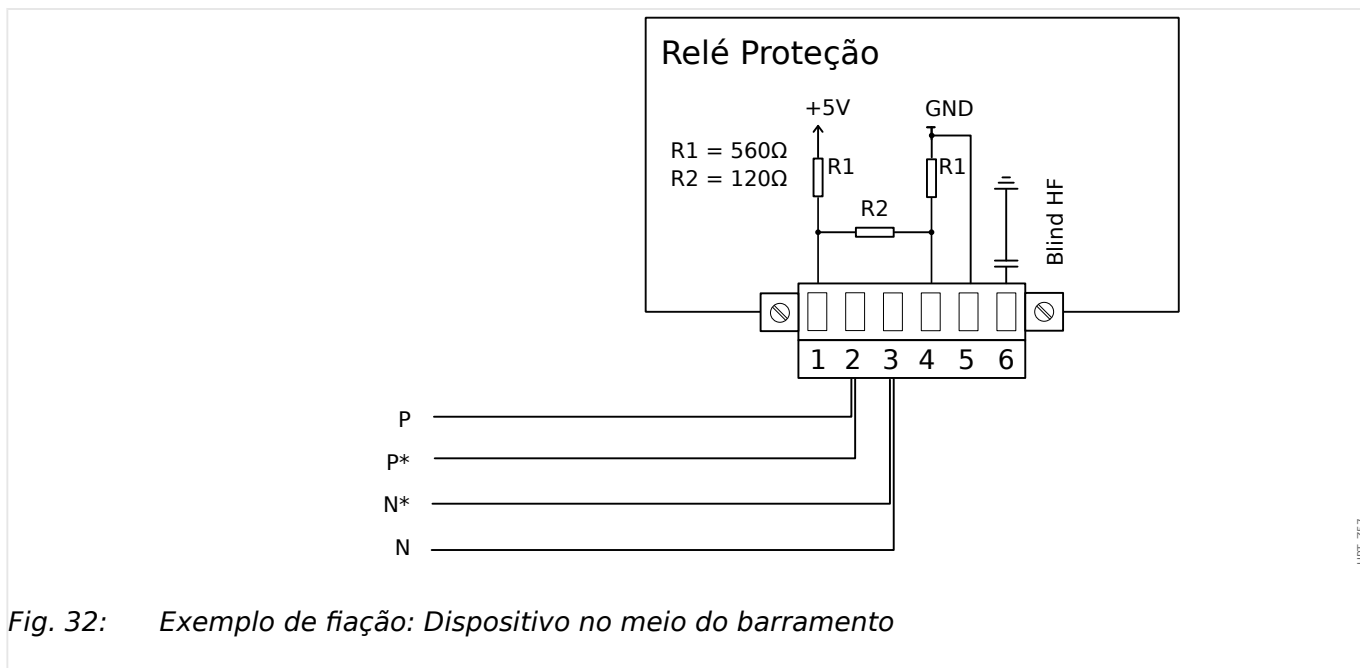 Relé Proteção
+5V
GND
R1 = 560Ω
R2 = 120Ω
R1
R1
R2
Blind HF
1 2 3 4 5 6
P
P*
N*
N
Fig. 32: Exemplo de fiação: Dispositivo no meio do barramento